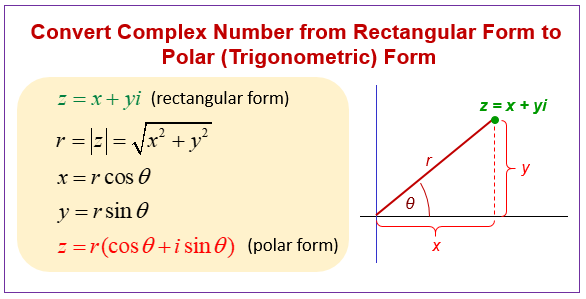 Convert Complex Number from Rectangular Form to
Polar (Trigonometric) Form
z = x + yi (rectangular form)
r = |z| = √(x² + y²)
x = r cos θ
y = r sin θ
z = r(cos θ + i sin θ) (polar form)
z = x + yi
r
y
θ
x